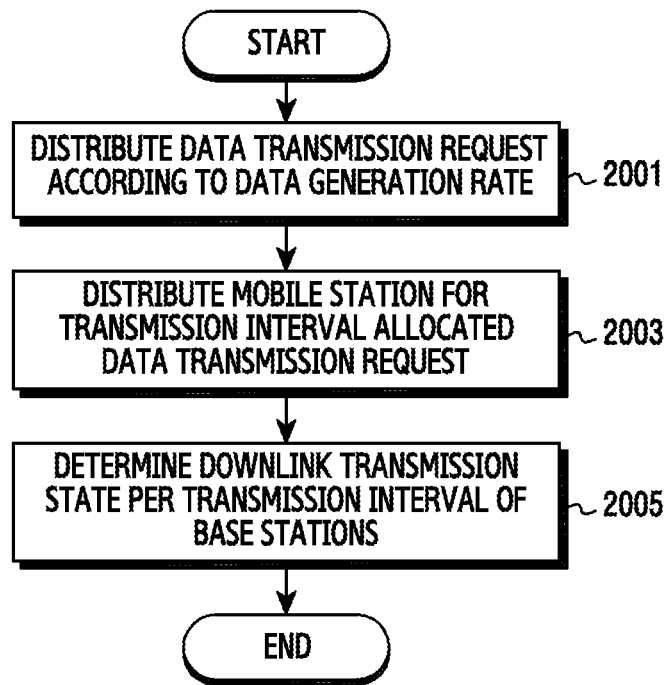 START
DISTRIBUTE DATA TRANSMISSION REQUEST
ACCORDING TO DATA GENERATION RATE
2001
DISTRIBUTE MOBILE STATION FOR
TRANSMISSION INTERVAL ALLOCATED
DATA TRANSMISSION REQUEST
2003
DETERMINE DOWNLINK TRANSMISSION
STATE PER TRANSMISSION INTERVAL OF
BASE STATIONS
2005
END